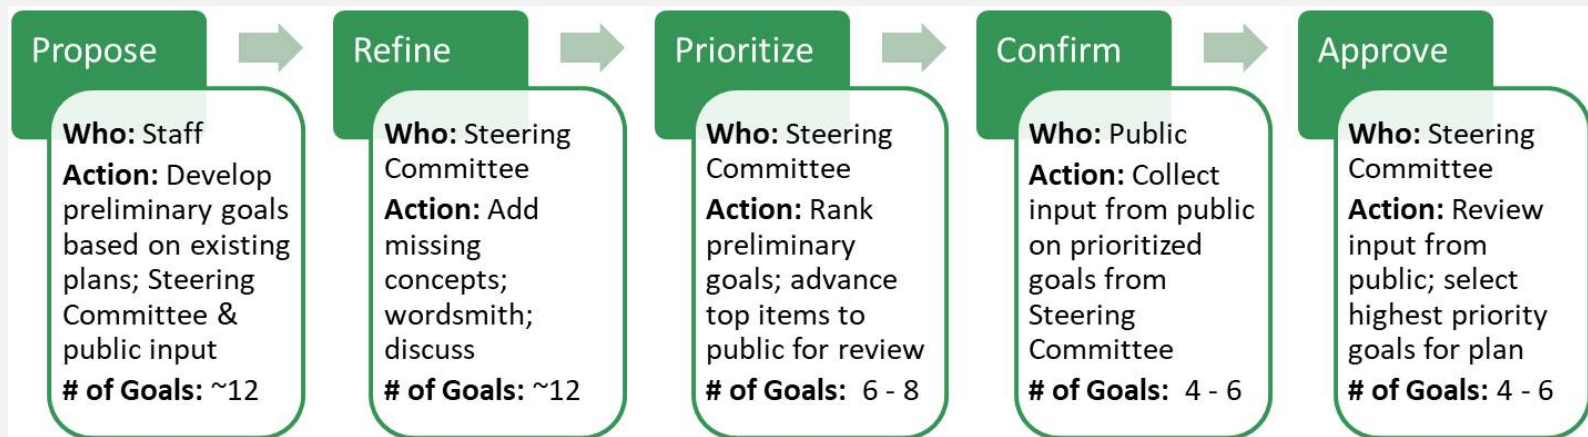 Propose
Who: Staff
Action: Develop
preliminary goals
based on existing
plans; Steering
Committee &
public input
# of Goals: ~12
Refine
Who: Steering
Committee
Action: Add
missing
concepts;
wordsmith;
discuss
# of Goals: ~12
Prioritize
Who: Steering
Committee
Action: Rank
preliminary
goals; advance
top items to
public for review
# of Goals: 6 - 8
Confirm
Who: Public
Action: Collect
input from public
on prioritized
goals from
Steering
Committee
# of Goals: 4 - 6
Approve
Who: Steering
Committee
Action: Review
input from
public; select
highest priority
goals for plan
# of Goals: 4 - 6